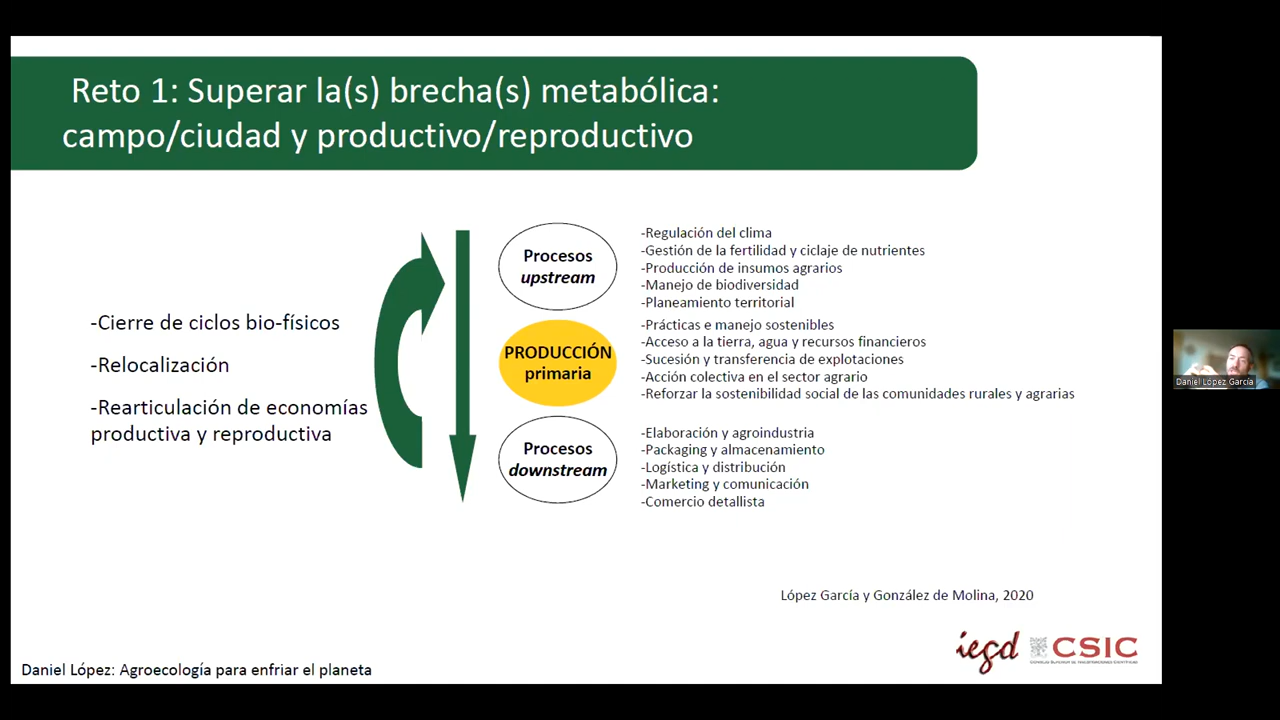 Reto 1: Superar la(s) brecha(s) metabólica:
campo/ciudad y productivo/reproductivo
-Cierre de ciclos bio-físicos
-Relocalización
-Rearticulación de economías
productiva y reproductiva
Procesos
upstream
-Regulación del clima
-Gestión de la fertilidad y ciclaje de nutrientes
-Producción de insumos agrarios
-Manejo de biodiversidad
-Planeamiento territorial
PRODUCCIÓN
primaria
-Prácticas e manejo sostenibles
-Acceso a la tierra, agua y recursos financieros
-Sucesión y transferencia de explotaciones
-Acción colectiva en el sector agrario
-Reforzar la sostenibilidad social de las comunidades rurales y agrarias
Procesos
downstream
-Elaboración y agroindustria
-Packaging y almacenamiento
-Logística y distribución
-Marketing y comunicación
-Comercio detallista
López García y González de Molina, 2020
iegd
CSIC
CONSEJO SUPERIOR DE INVESTIGACIONES CIENTÍFICAS
Daniel López: Agroecología para enfriar el planeta
Daniel López García